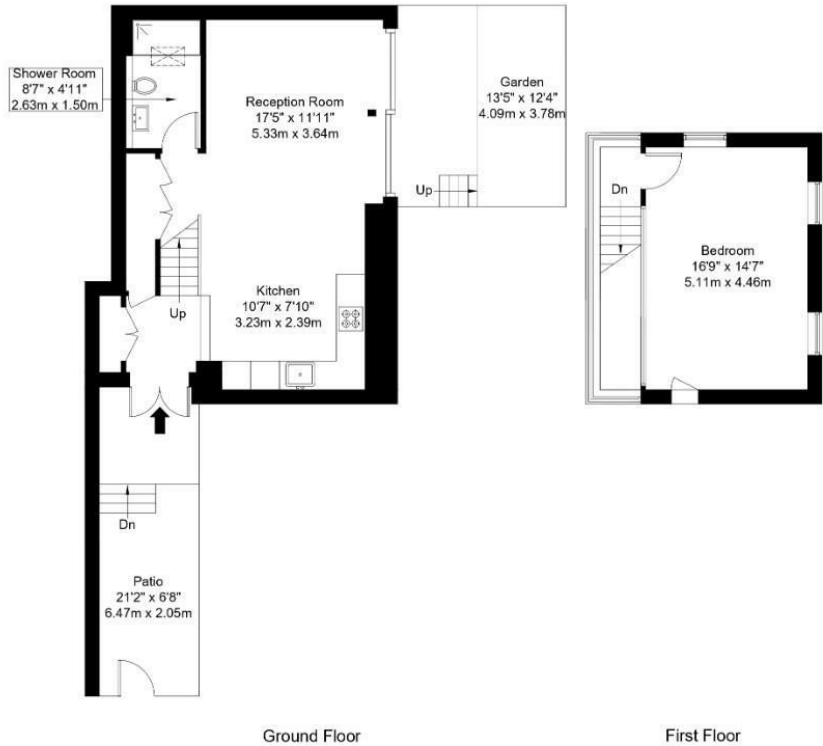 Shower Room
8'7" x 4'11"
2.63m x 1.50m
Reception Room
17'5" x 11'11"
5.33m x 3.64m
Garden
13'5" x 12'4"
4.09m x 3.78m
Up
Kitchen
10'7" x 7'10"
3.23m x 2.39m
Up
Dn
Patio
21'2" x 6'8"
6.47m x 2.05m
Ground Floor
Dn
Bedroom
16'9" x 14'7"
5.11m x 4.46m
First Floor